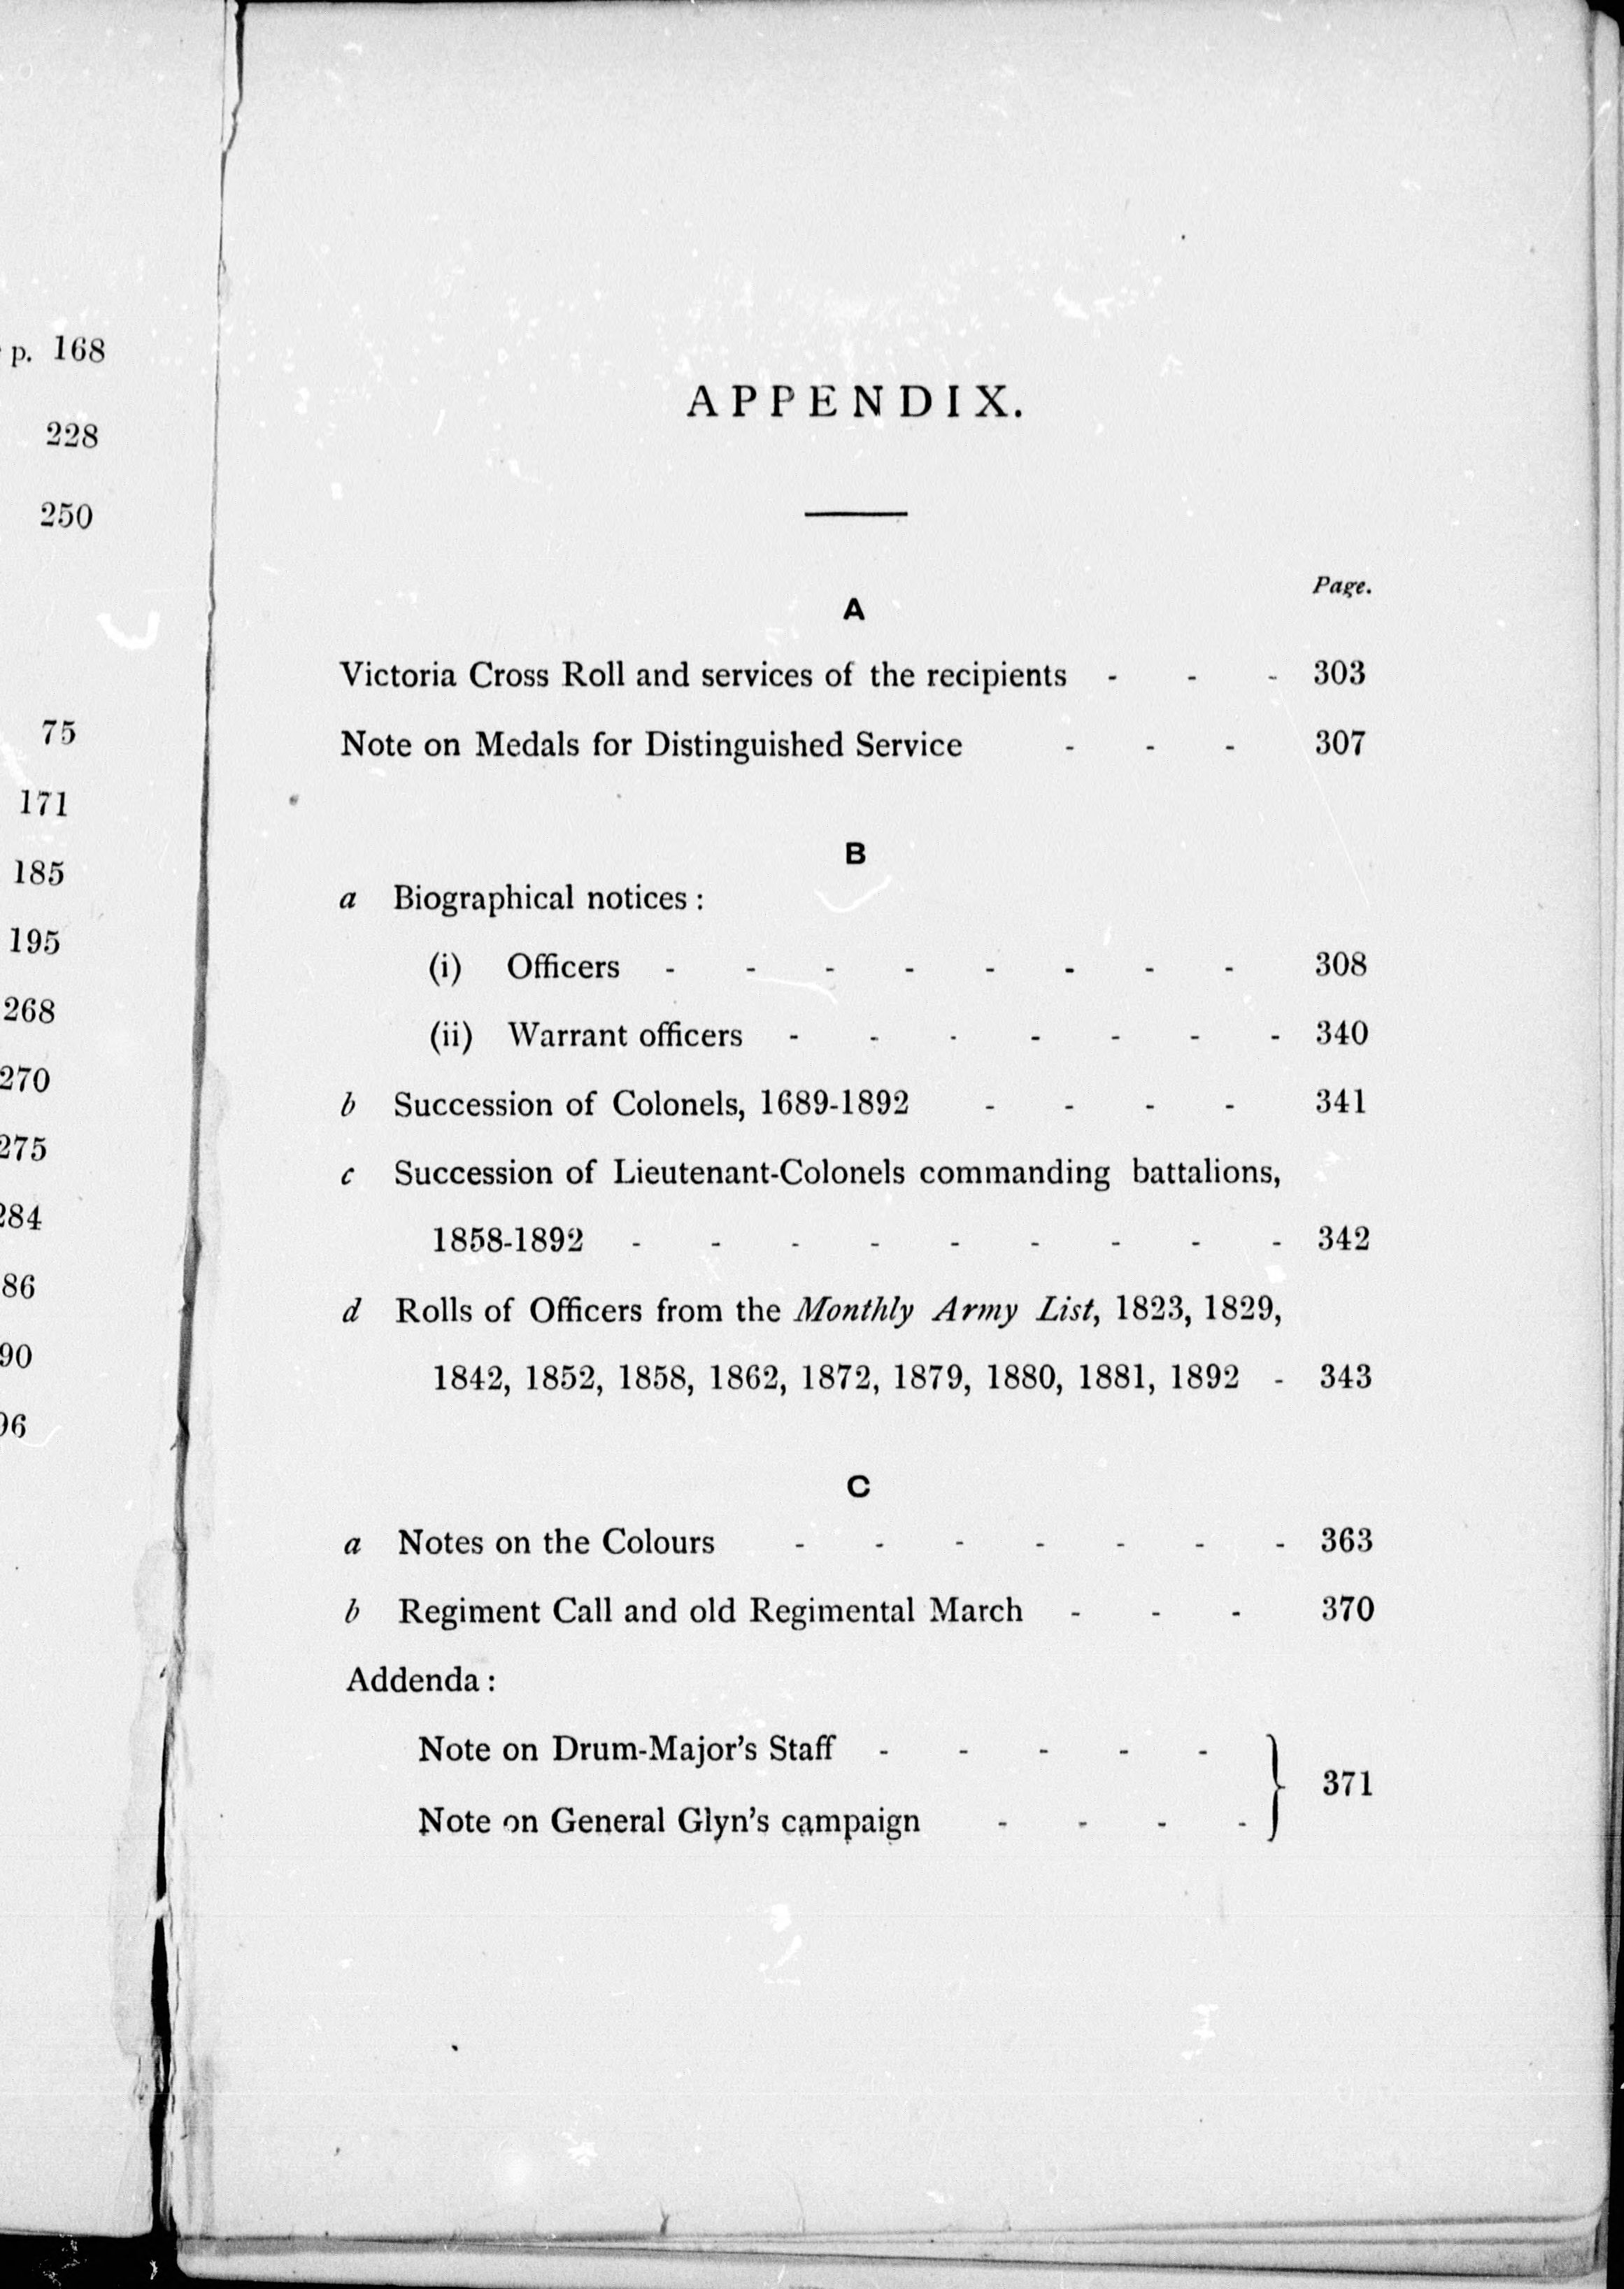 p. 168
228
250
75
171
185
195
268
270
275
284
86
90
96
APPENDIX.
Page.
A
Victoria Cross Roll and services of the recipients - - - 303
Note on Medals for Distinguished Service - - - 307
B
a Biographical notices :
(i) Officers - - - - - - - - 308
(ii) Warrant officers - - - - - - - 340
b Succession of Colonels, 1689-1892 - - - - 341
c Succession of Lieutenant-Colonels commanding battalions,
1858-1892 - - - - - - - - - 342
d Rolls of Officers from the Monthly Army List, 1823, 1829,
1842, 1852, 1858, 1862, 1872, 1879, 1880, 1881, 1892 - 343
C
a Notes on the Colours - - - - - - - 363
b Regiment Call and old Regimental March - - - 370
Addenda :
Note on Drum-Major's Staff - - - - -
} 371
Note on General Glyn's campaign - - - -